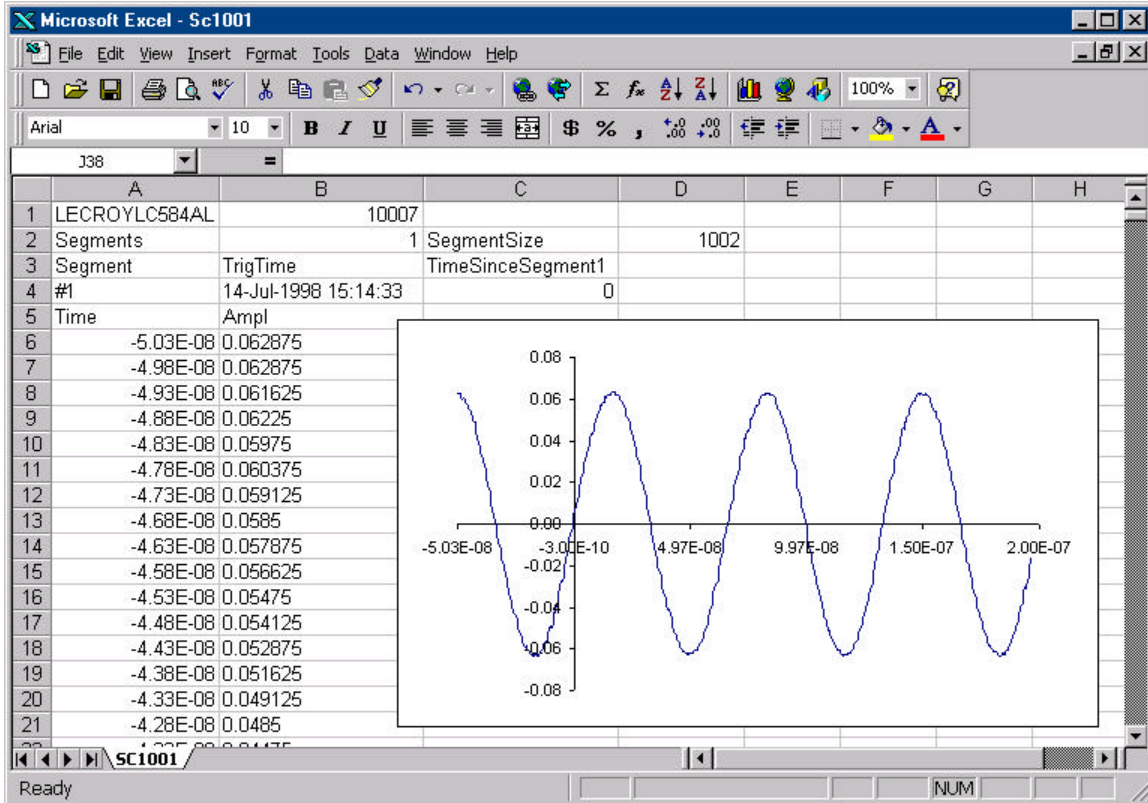 Microsoft Excel - Sc1001
File Edit View Insert Format Tools Data Window Help
ABC Σ fx A Z Z A 100% ?
Arial 10 B I U $ % , .0 .00 .00 .0 A
J38 =
A B C D E F G H
1 LECROYLC584AL 10007
2 Segments 1 SegmentSize 1002
3 Segment TrigTime TimeSinceSegment1
4 #1 14-Jul-1998 15:14:33 0
5 Time Ampl
6 -5.03E-08 0.062875
7 -4.98E-08 0.062875
8 -4.93E-08 0.061625
9 -4.88E-08 0.06225
10 -4.83E-08 0.05975
11 -4.78E-08 0.060375
12 -4.73E-08 0.059125
13 -4.68E-08 0.0585
14 -4.63E-08 0.057875
15 -4.58E-08 0.056625
16 -4.53E-08 0.05475
17 -4.48E-08 0.054125
18 -4.43E-08 0.052875
19 -4.38E-08 0.051625
20 -4.33E-08 0.049125
21 -4.28E-08 0.0485
0.08
0.06
0.04
0.02
0.00
-5.03E-08 -3.00E-10 4.97E-08 9.97E-08 1.50E-07 2.00E-07
-0.02
-0.04
-0.06
-0.08
SC1001
Ready NUM